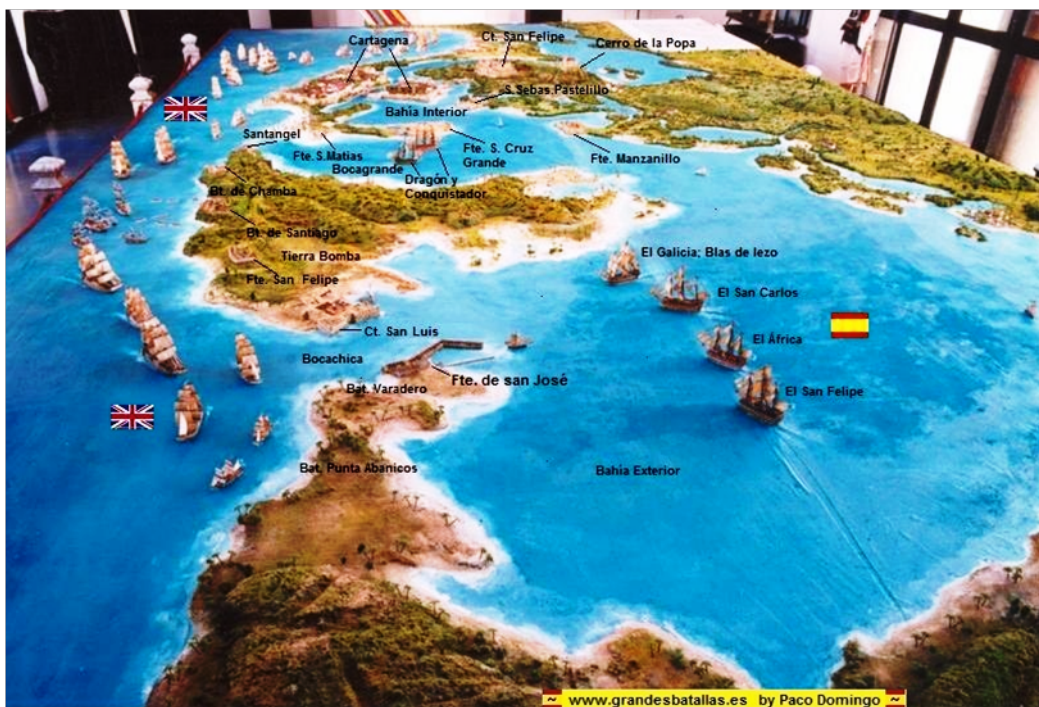 Ct. San Felipe
Cartagena
Cerro de la Popa
S.Sebas.Pastelillo
Bahía Interior
Santangel
Fte.S.Matias
Bocagrande
Fte. S. Cruz
Grande
Fte. Manzanillo
Dragón y
Conquistador
Bt. de Chamba
Bt. de Santiago
Tierra Bomba
Fte. San Felipe
El Galicia; Blas de lezo
El San Carlos
El África
El San Felipe
Ct. San Luis
Bocachica
Fte. de san José
Bat. Varadero
Bat. Punta Abanicos
Bahía Exterior
~ www.grandesbatallas.es by Paco Domingo ~